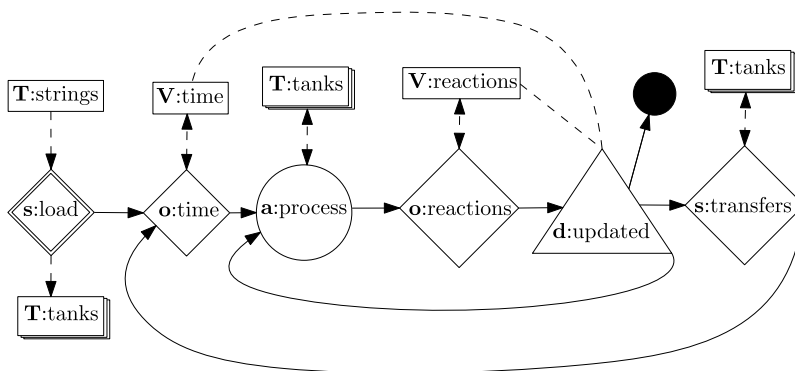 T:strings
V:time
T:tanks
V:reactions
T:tanks
s:load
o:time
a:process
o:reactions
d:updated
s:transfers
T:tanks